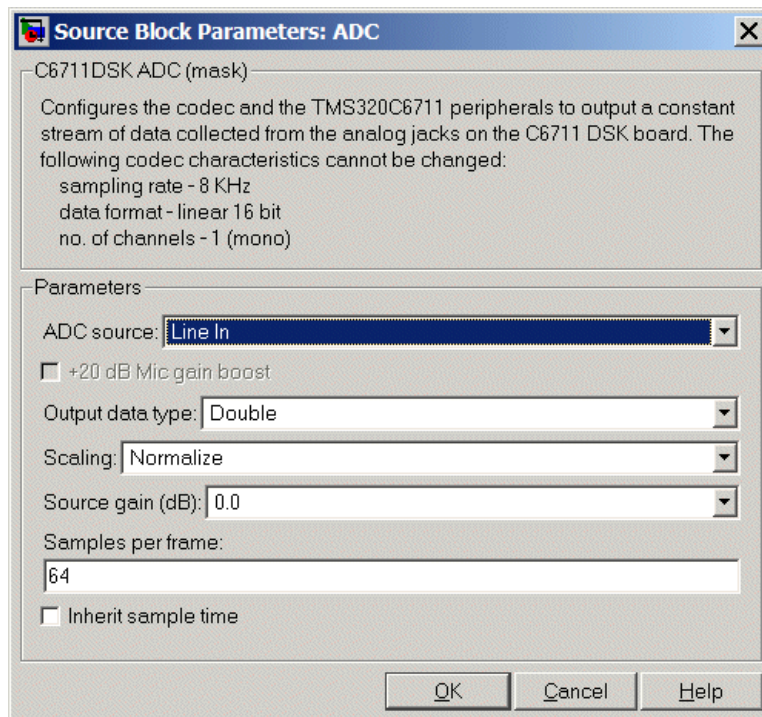 Source Block Parameters: ADC
C6711DSK ADC (mask)
Configures the codec and the TMS320C6711 peripherals to output a constant
stream of data collected from the analog jacks on the C6711 DSK board. The
following codec characteristics cannot be changed:
sampling rate - 8 KHz
data format - linear 16 bit
no. of channels - 1 (mono)
Parameters
ADC source: Line In
+20 dB Mic gain boost
Output data type: Double
Scaling: Normalize
Source gain (dB): 0.0
Samples per frame:
64
Inherit sample time
OK Cancel Help